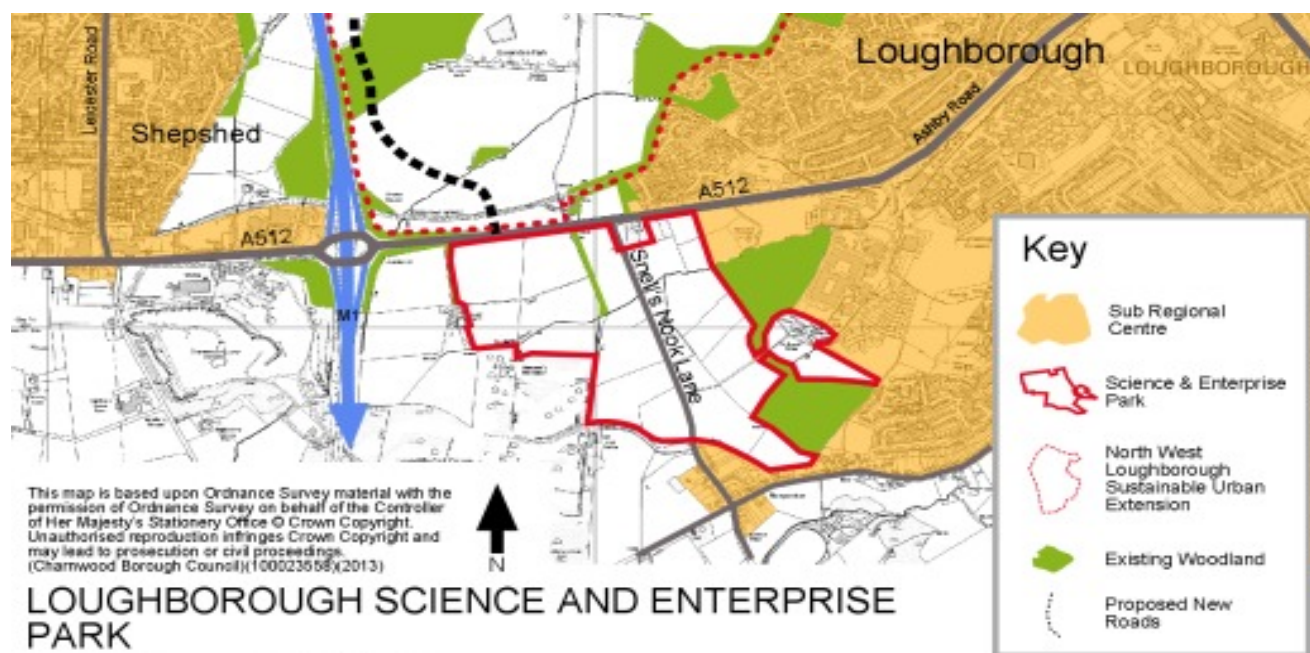 Loughborough
LOUGHBOROUGH
Leicester Road
Shepshed
Ashby Road
A512
A512
M1
Snell's Nook Lane
Key
Sub Regional
Centre
Science & Enterprise
Park
North West
Loughborough
Sustainable Urban
Extension
Existing Woodland
Proposed New
Roads
This map is based upon Ordnance Survey material with the
permission of Ordnance Survey on behalf of the Controller
of Her Majesty's Stationery Office © Crown Copyright.
Unauthorised reproduction infringes Crown Copyright and
may lead to prosecution or civil proceedings.
(Charnwood Borough Council)(100023558)(2013)
N
LOUGHBOROUGH SCIENCE AND ENTERPRISE
PARK